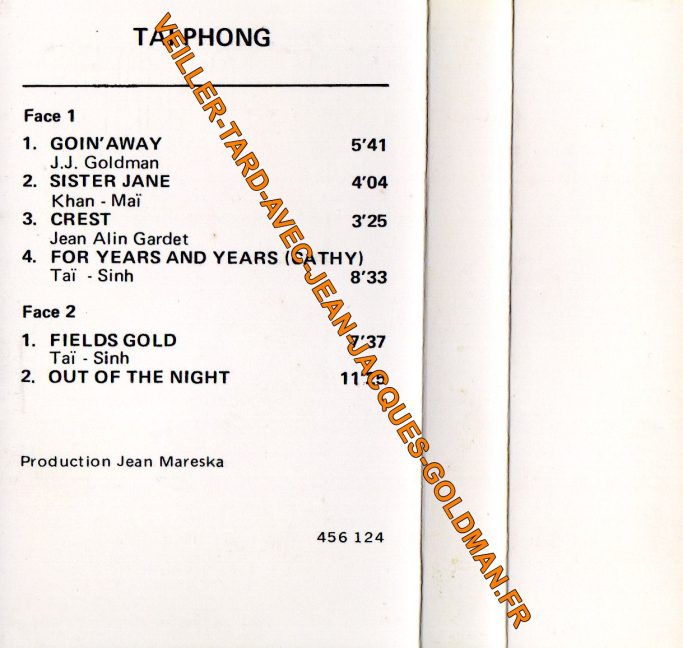 TAI PHONG
Face 1
1. GOIN'AWAY 5'41
J.J. Goldman
2. SISTER JANE 4'04
Khan - Maï
3. CREST 3'25
Jean Alin Gardet
4. FOR YEARS AND YEARS (CATHY)
Taï - Sinh 8'33
Face 2
1. FIELDS GOLD 7'37
Taï - Sinh
2. OUT OF THE NIGHT
Production Jean Mareska
456 124
VEILLER-TARD-AVEC-JEAN-JACQUES-GOLDMAN.FR